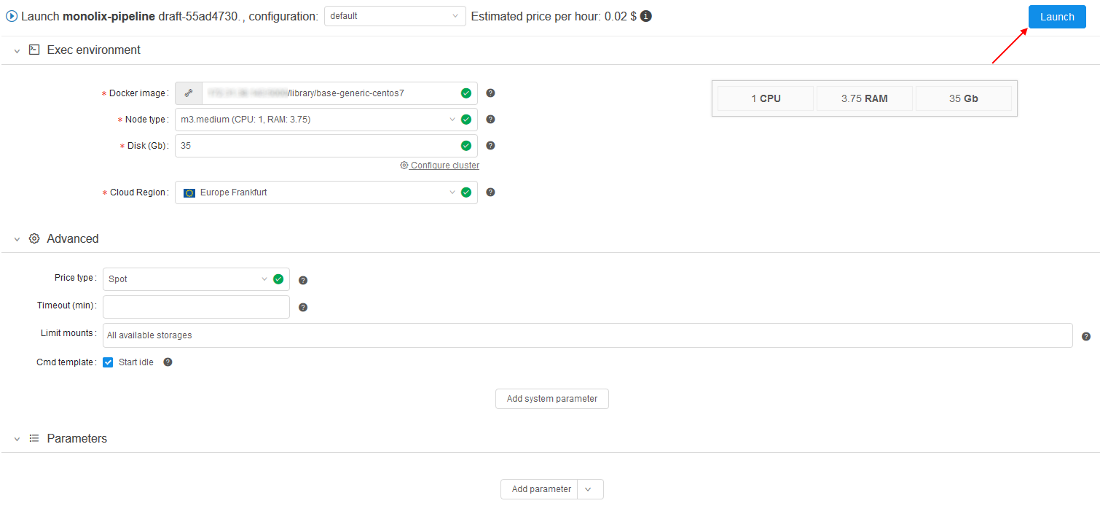 Launch monolix-pipeline draft-55ad4730. , configuration: default Estimated price per hour: 0.02 $ Launch
Exec environment
* Docker image: /library/base-generic-centos7
1 CPU 3.75 RAM 35 Gb
* Node type: m3.medium (CPU: 1, RAM: 3.75)
* Disk (Gb): 35
Configure cluster
* Cloud Region: Europe Frankfurt
Advanced
Price type: Spot
Timeout (min):
Limit mounts: All available storages
Cmd template: Start idle
Add system parameter
Parameters
Add parameter